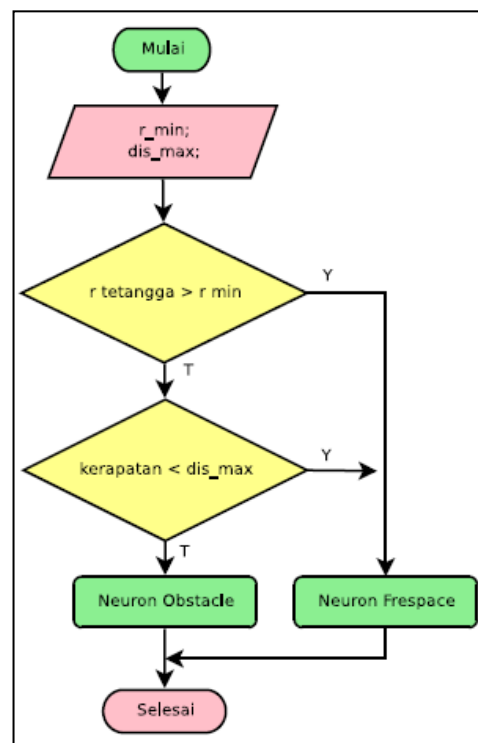 Mulai
r_min;
dis_max;
r tetangga > r min
Y
T
kerapatan < dis_max
Y
T
Neuron Obstacle
Neuron Frespace
Selesai